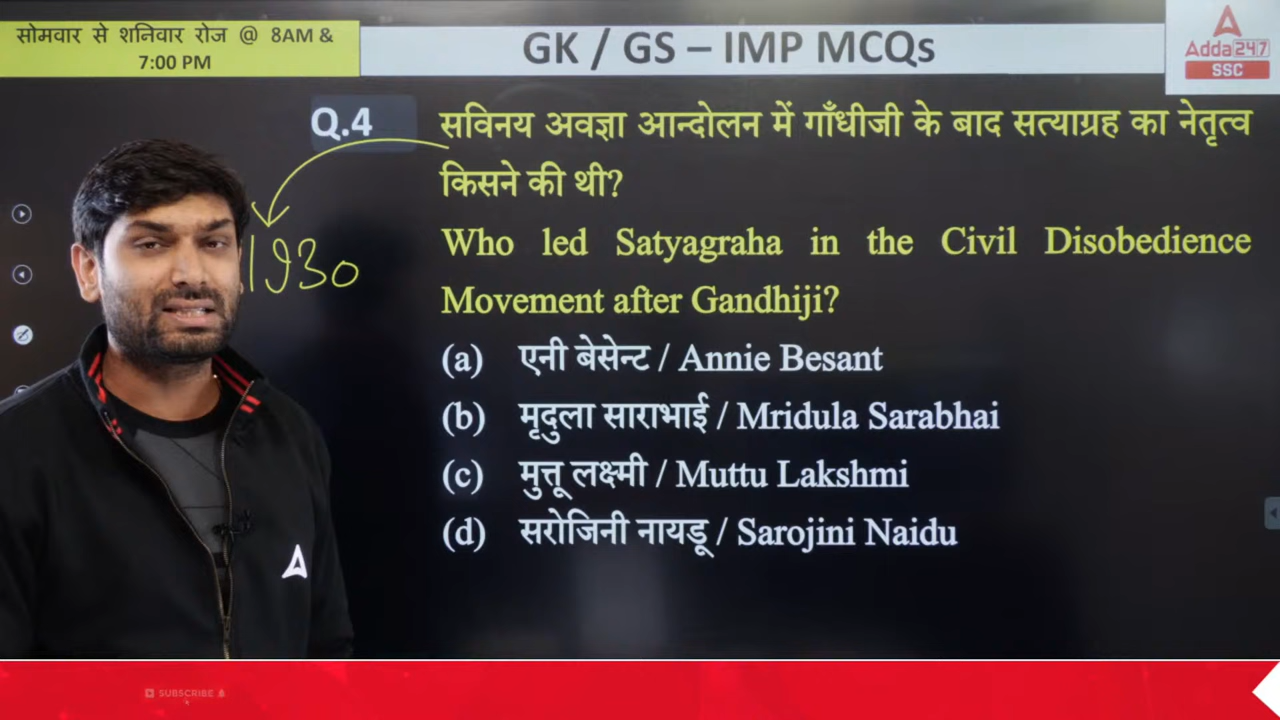 सोमवार से शनिवार रोज @ 8AM &
7:00 PM
GK / GS – IMP MCQs
Adda247
SSC
Q.4
सविनय अवज्ञा आन्दोलन में गाँधीजी के बाद सत्याग्रह का नेतृत्व
किसने की थी?
1930
Who led Satyagraha in the Civil Disobedience
Movement after Gandhiji?
(a) एनी बेसेन्ट / Annie Besant
(b) मृदुला साराभाई / Mridula Sarabhai
(c) मुत्तू लक्ष्मी / Muttu Lakshmi
(d) सरोजिनी नायडू / Sarojini Naidu
SUBSCRIBE